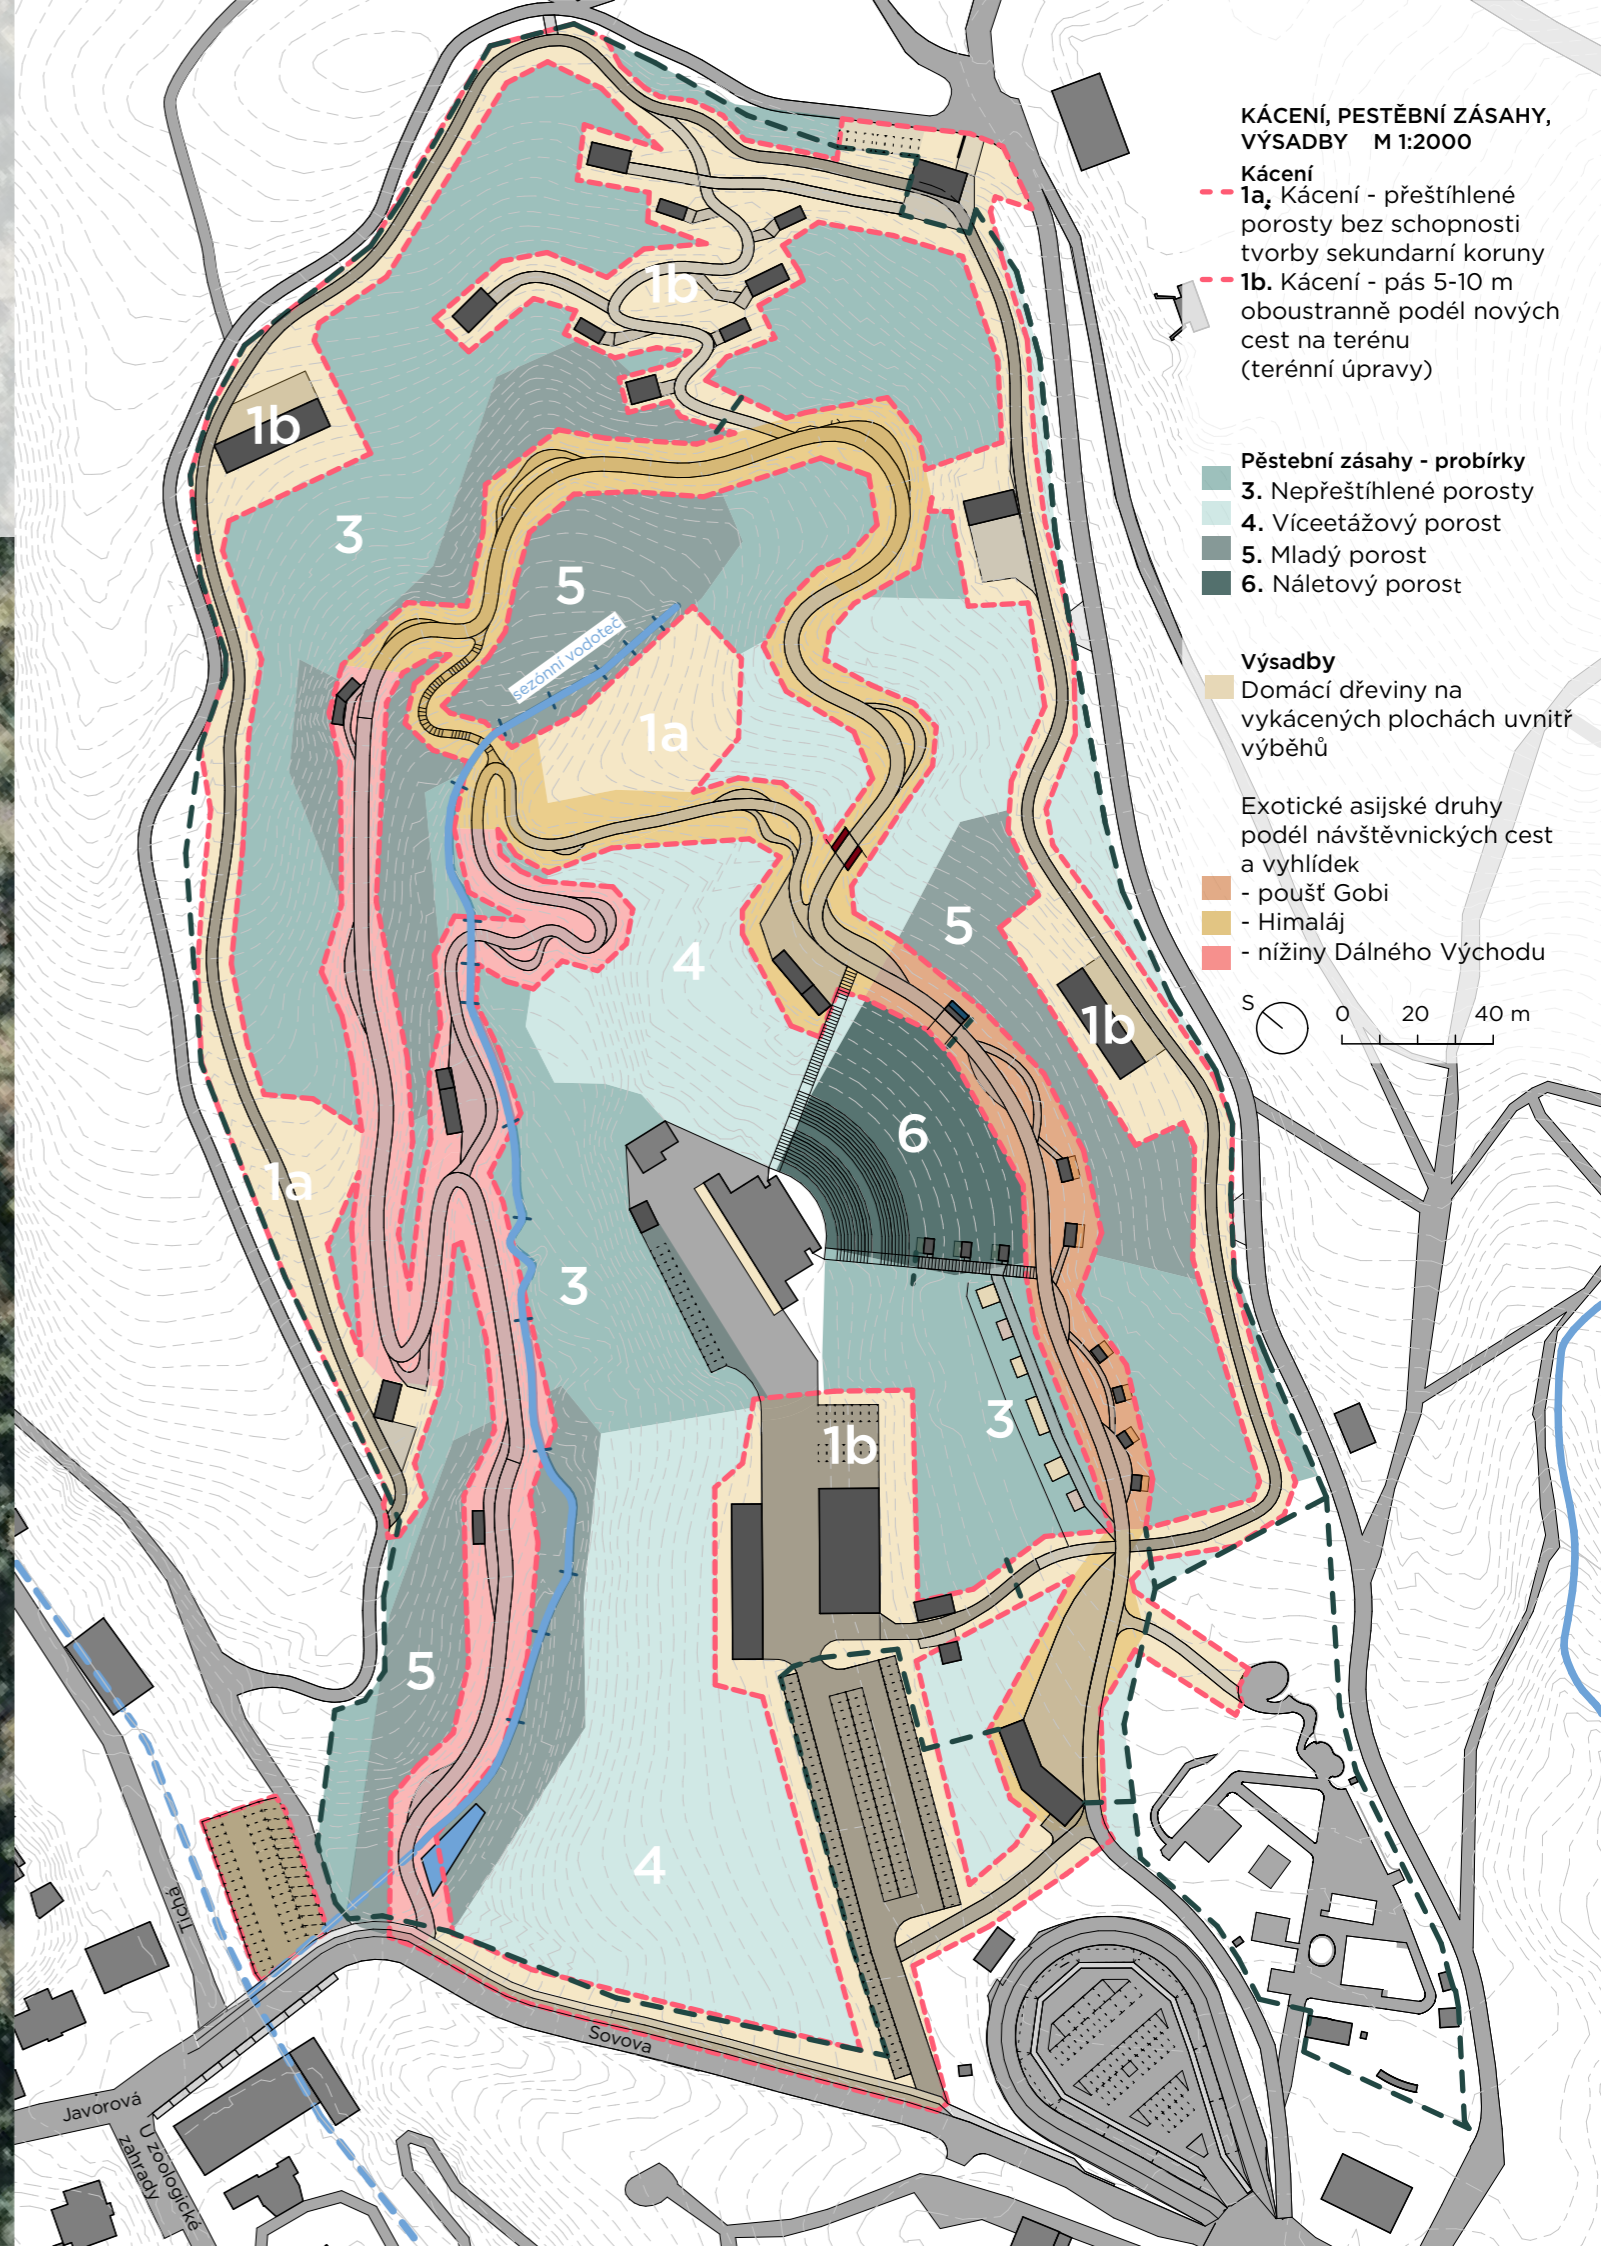 KÁCENÍ, PESTĚBNÍ ZÁSAHY,
VÝSADBY M 1:2000
Kácení
1a. Kácení - přeštíhlené
porosty bez schopnosti
tvorby sekundarní koruny
1b. Kácení - pás 5-10 m
oboustranně podél nových
cest na terénu
(terénní úpravy)
Pěstební zásahy - probírky
3. Nepřeštíhlené porosty
4. Víceetážový porost
5. Mladý porost
6. Náletový porost
Výsadby
Domácí dřeviny na
vykácených plochách uvnitř
výběhů
Exotické asijské druhy
podél návštěvnických cest
a vyhlídek
- poušť Gobi
- Himaláj
- nížiny Dálného Východu
S
0 20 40 m
1b
1b
3
5
sezónní vodoteč
1a
5
4
1b
6
1a
3
3
1b
5
4
Tichá
Sovova
Javorová
U zoologické
zahrady